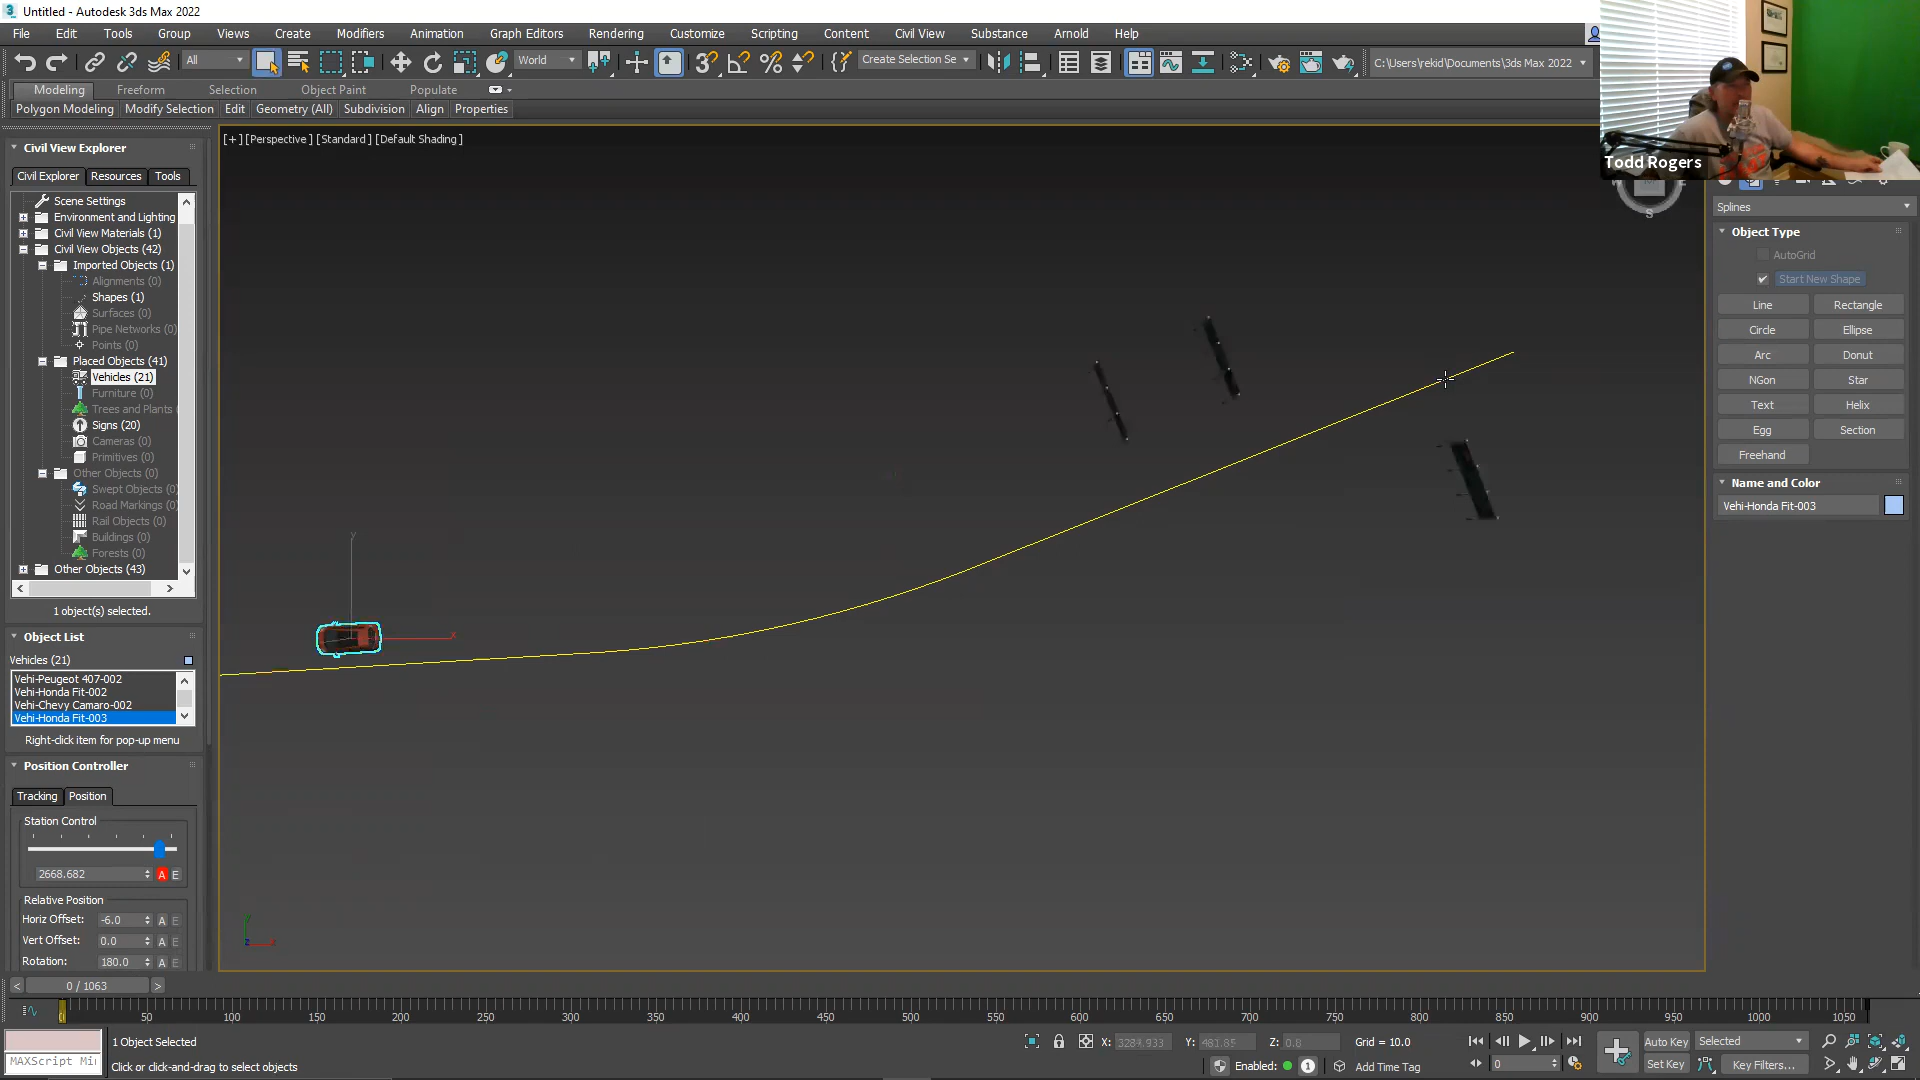 Untitled - Autodesk 3ds Max 2022
File Edit Tools Group Views Create Modifiers Animation Graph Editors Rendering Customize Scripting Content Civil View Substance Arnold Help
All World Create Selection Se C:\Users\rekid\Documents\3ds Max 2022
Modeling Freeform Selection Object Paint Populate
Polygon Modeling Modify Selection Edit Geometry (All) Subdivision Align Properties
Todd Rogers
[+] [Perspective] [Standard] [Default Shading]
Civil View Explorer
Civil Explorer Resources Tools
Scene Settings
Environment and Lighting
Civil View Materials (1)
Civil View Objects (42)
Imported Objects (1)
Alignments (0)
Shapes (1)
Surfaces (0)
Pipe Networks (0)
Points (0)
Placed Objects (41)
Vehicles (21)
Furniture (0)
Trees and Plants
Signs (20)
Cameras (0)
Primitives (0)
Other Objects (0)
Swept Objects (0)
Road Markings (0)
Rail Objects (0)
Buildings (0)
Forests (0)
Other Objects (43)
1 object(s) selected.
Object List
Vehicles (21)
Vehi-Peugeot 407-002
Vehi-Honda Fit-002
Vehi-Chevy Camaro-002
Vehi-Honda Fit-003
Right-click item for pop-up menu
Position Controller
Tracking Position
Station Control
2668.682 A E
Relative Position
Horiz Offset: -6.0 A E
Vert Offset: 0.0 A E
Rotation: 180.0 A E
y
x
y
z x
S
Splines
Object Type
AutoGrid
Start New Shape
Line Rectangle
Circle Ellipse
Arc Donut
NGon Star
Text Helix
Egg Section
Freehand
Name and Color
Vehi-Honda Fit-003
< 0 / 1063 >
0 50 100 150 200 250 300 350 400 450 500 550 600 650 700 750 800 850 900 950 1000 1050
1 Object Selected X: 3284.933 Y: 481.85 Z: 0.8 Grid = 10.0 Auto Key Selected
MAXScript Mi Click or click-and-drag to select objects Enabled: 1 Add Time Tag 0 Set Key Key Filters...